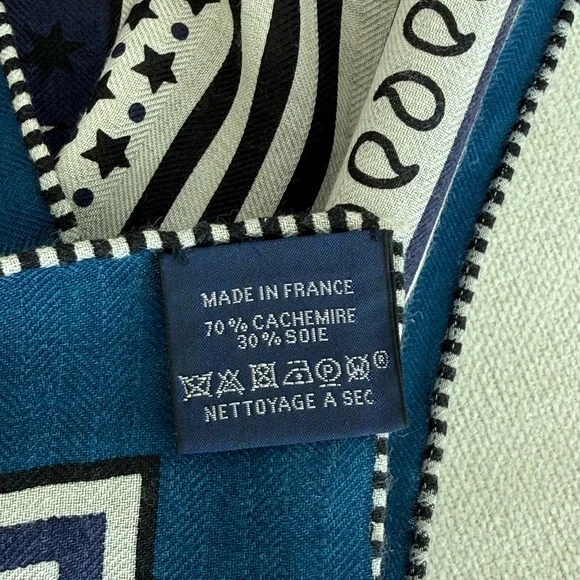 MADE IN FRANCE
70% CACHEMIRE
30% SOIE
P W ®
NETTOYAGE A SEC